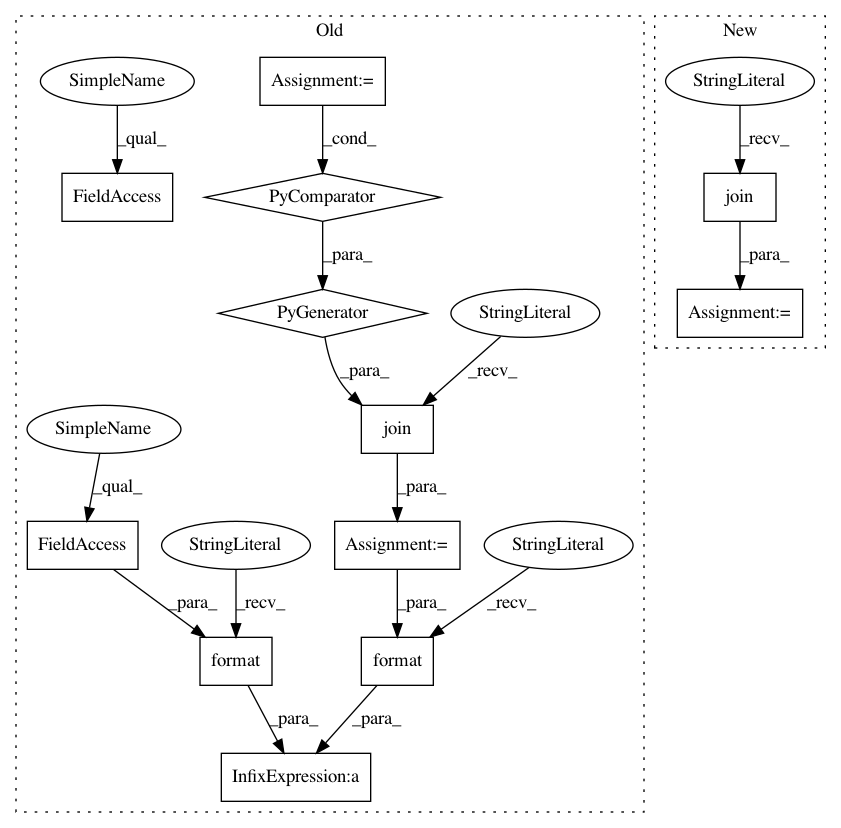 Old
New
SimpleName
Assignment:=
StringLiteral
_qual_
_cond_
_recv_
FieldAccess
PyComparator
join
_para_
_para_
PyGenerator
StringLiteral
Assignment:=
_para_
_recv_
SimpleName
join
_qual_
_para_
FieldAccess
StringLiteral
Assignment:=
StringLiteral
_para_
_recv_
_para_
_recv_
format
format
_para_
_para_
InfixExpression:a